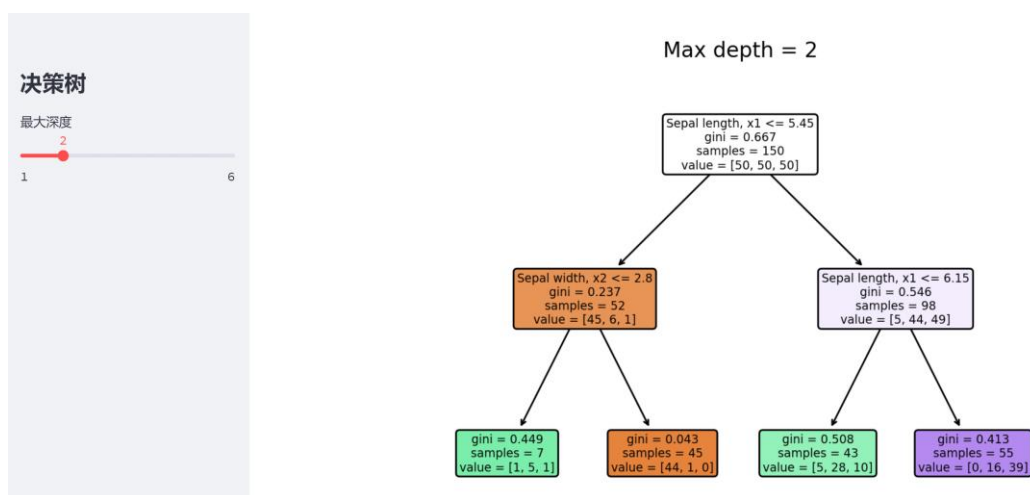 决策树
最大深度
2
1
6
Max depth = 2
Sepal length, x1 <= 5.45
gini = 0.667
samples = 150
value = [50, 50, 50]
Sepal width, x2 <= 2.8
gini = 0.237
samples = 52
value = [45, 6, 1]
Sepal length, x1 <= 6.15
gini = 0.546
samples = 98
value = [5, 44, 49]
gini = 0.449
samples = 7
value = [1, 5, 1]
gini = 0.043
samples = 45
value = [44, 1, 0]
gini = 0.508
samples = 43
value = [5, 28, 10]
gini = 0.413
samples = 55
value = [0, 16, 39]